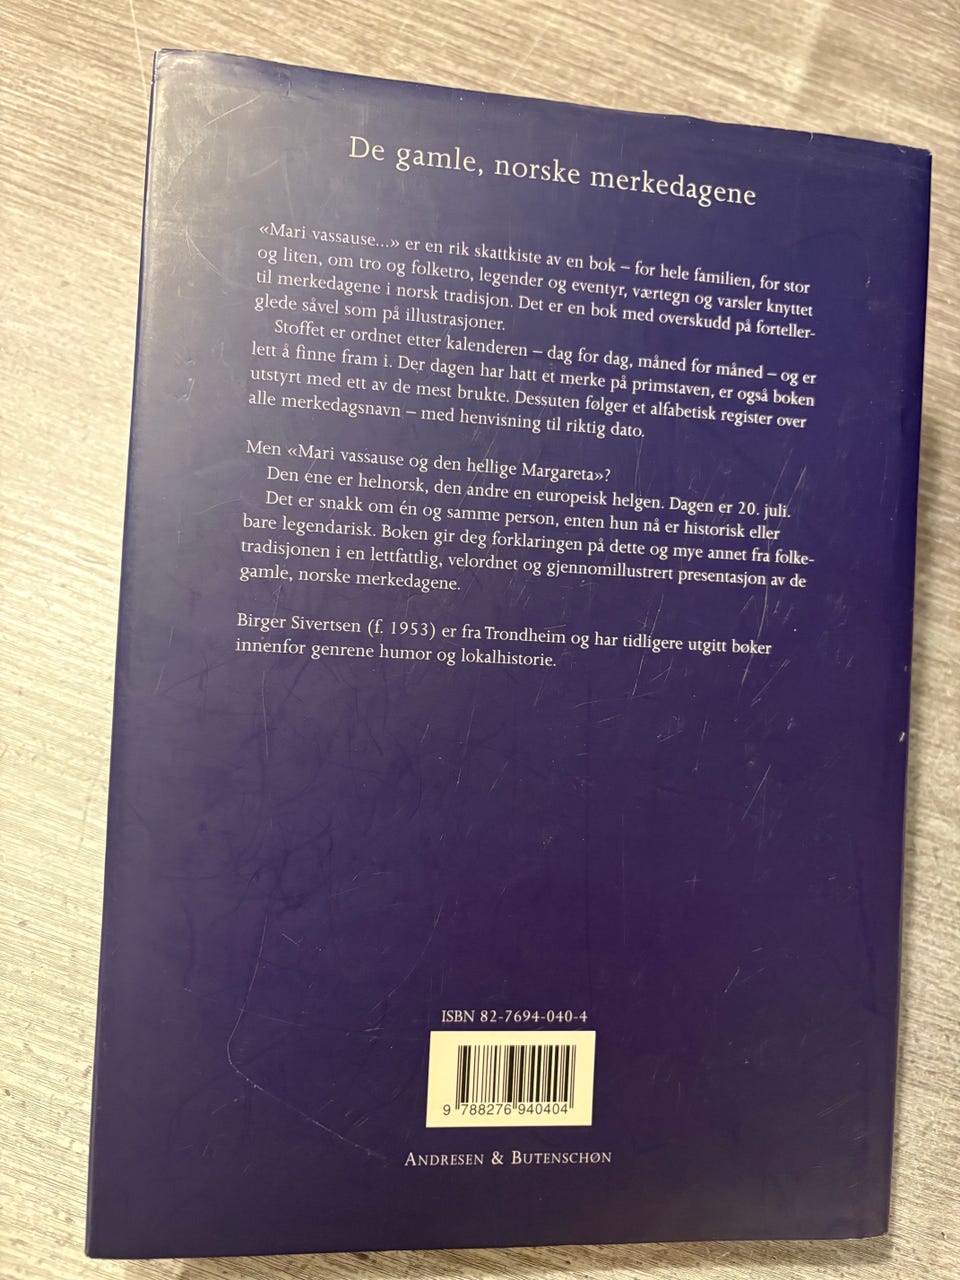 De gamle, norske merkedagene
«Mari vassause...» er en rik skattkiste av en bok – for hele familien, for stor
og liten, om tro og folketro, legender og eventyr, værtegn og varsler knyttet
til merkedagene i norsk tradisjon. Det er en bok med overskudd på forteller-
glede såvel som på illustrasjoner.
Stoffet er ordnet etter kalenderen – dag for dag, måned for måned – og er
lett å finne fram i. Der dagen har hatt et merke på primstaven, er også boken
utstyrt med ett av de mest brukte. Dessuten følger et alfabetisk register over
alle merkedagsnavn – med henvisning til riktig dato.
Men «Mari vassause og den hellige Margareta»?
Den ene er helnorsk, den andre en europeisk helgen. Dagen er 20. juli.
Det er snakk om én og samme person, enten hun nå er historisk eller
bare legendarisk. Boken gir deg forklaringen på dette og mye annet fra folke-
tradisjonen i en lettfattlig, velordnet og gjennomillustrert presentasjon av de
gamle, norske merkedagene.
Birger Sivertsen (f. 1953) er fra Trondheim og har tidligere utgitt bøker
innenfor genrene humor og lokalhistorie.
ISBN 82-7694-040-4
9 788276 940404
ANDRESEN & BUTENSCHØN